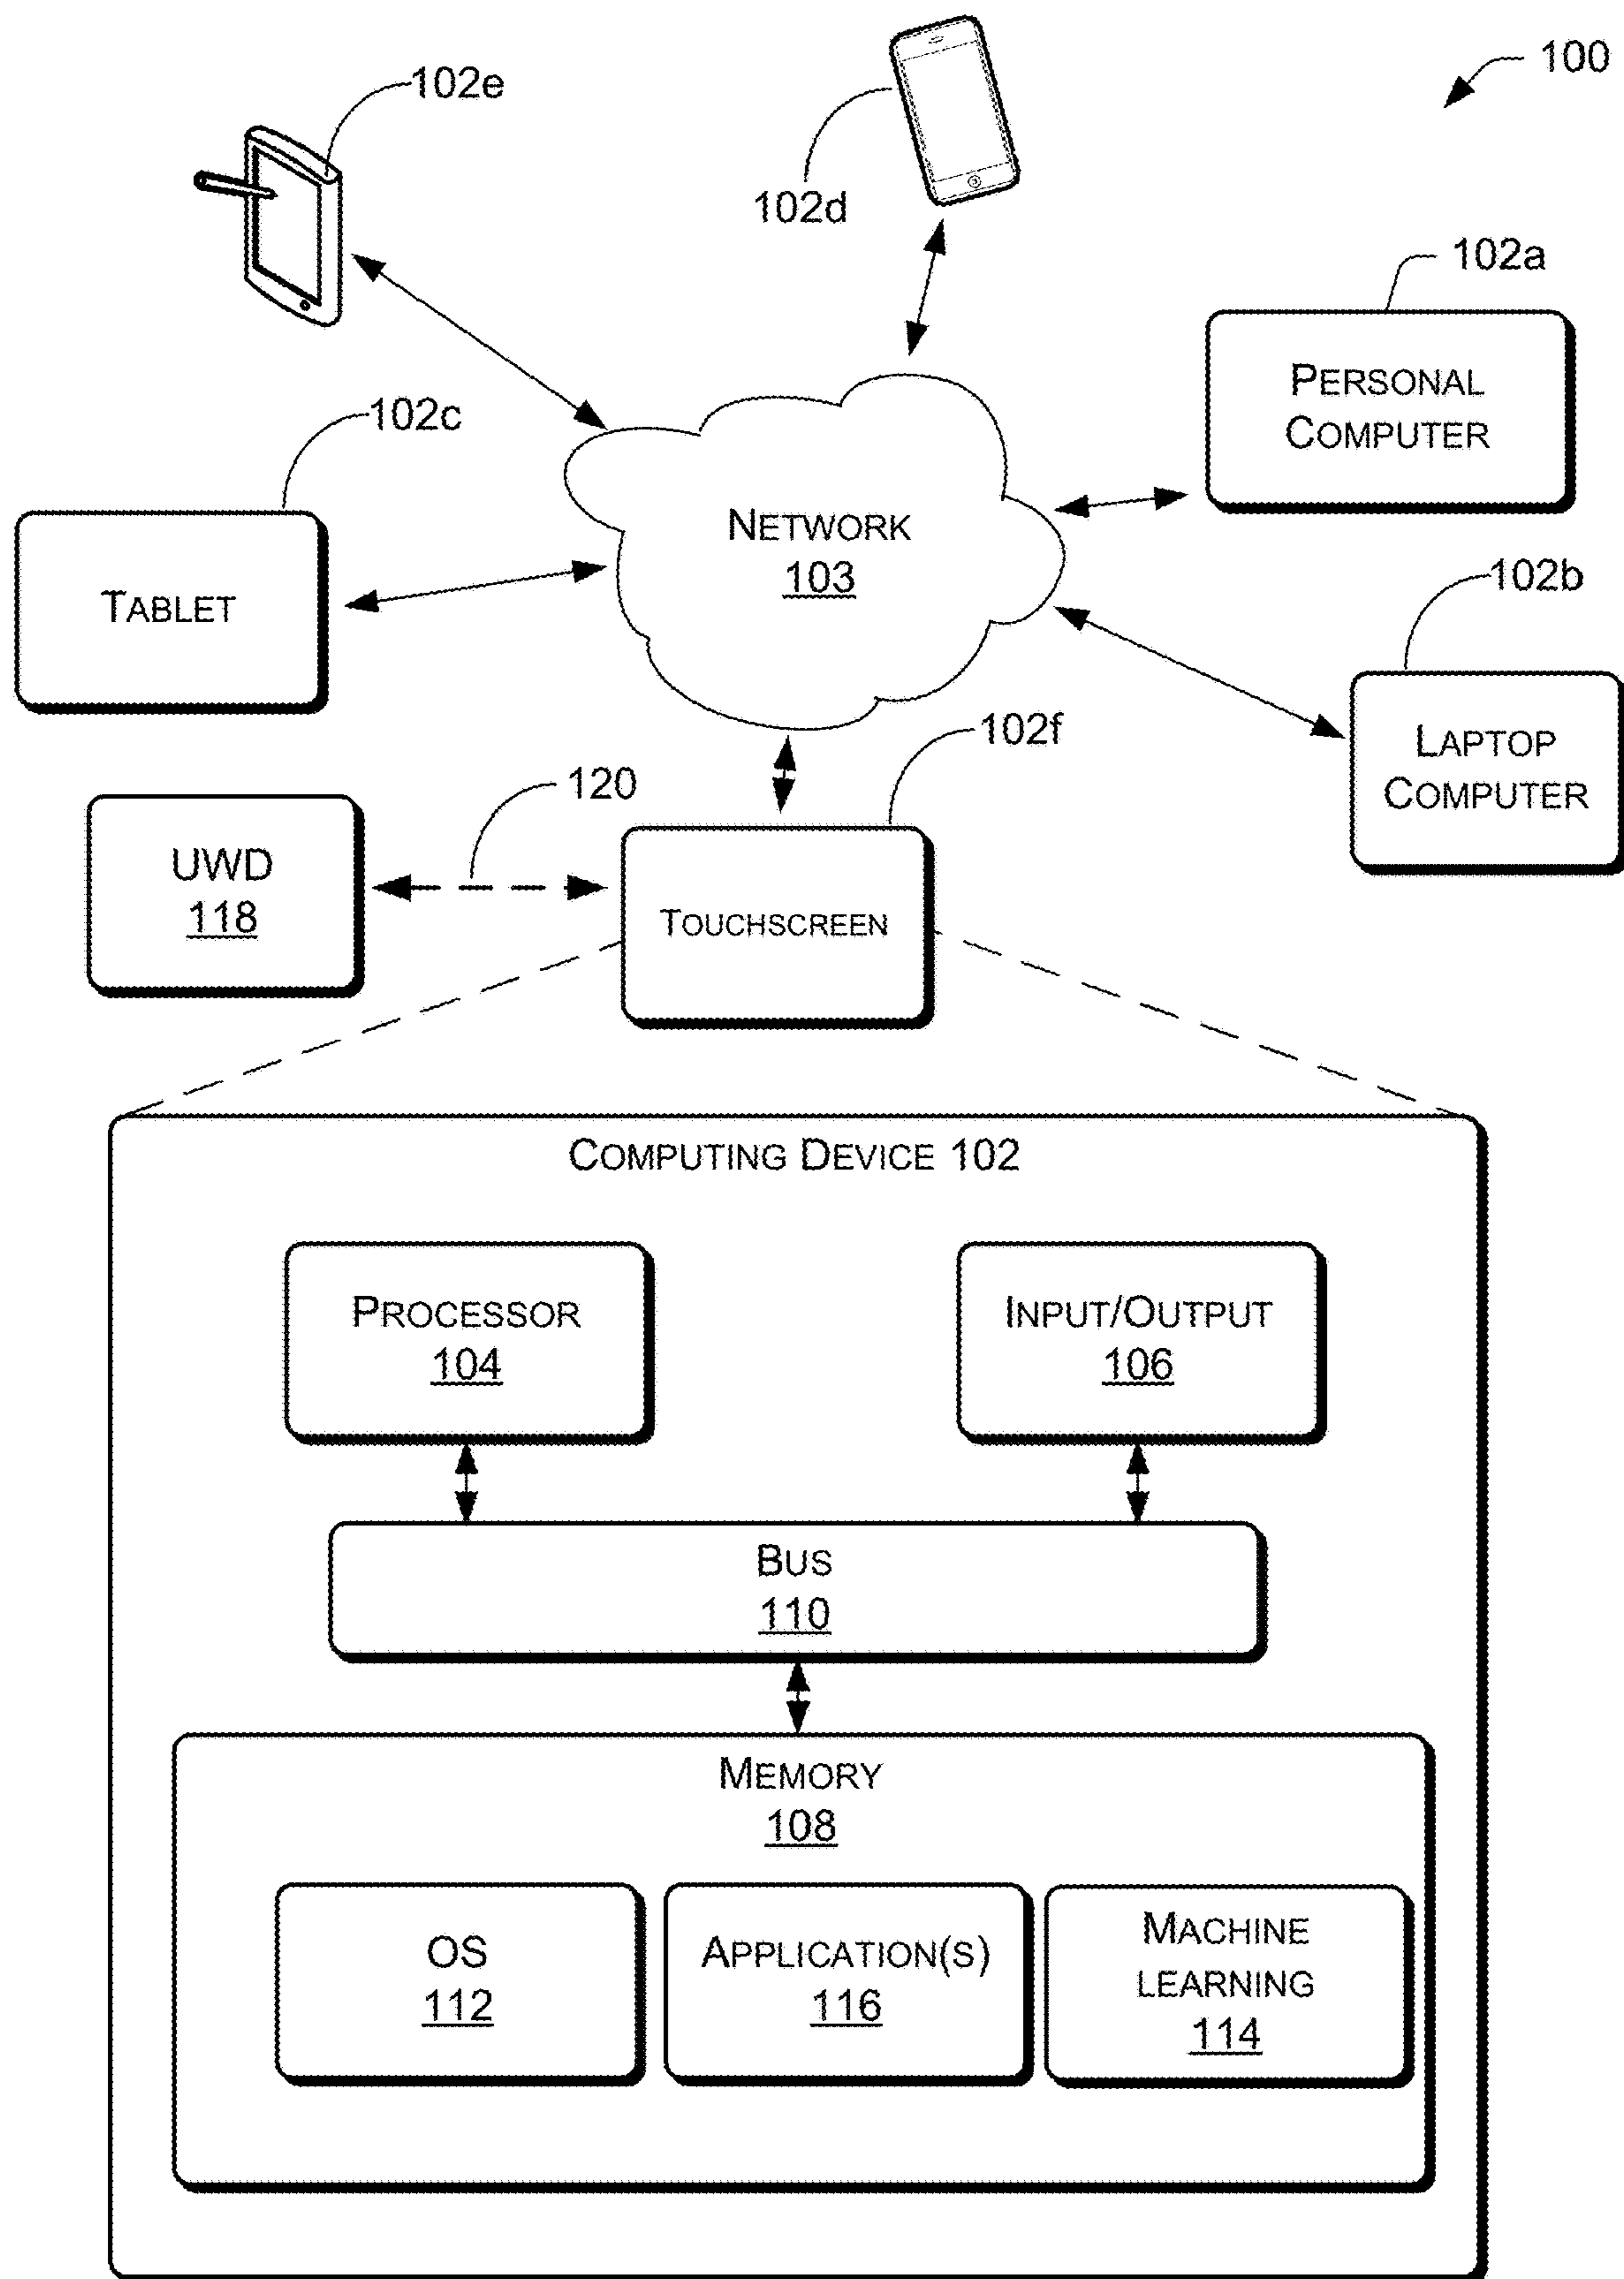 100
102e
102d
102a
PERSONAL
COMPUTER
102c
NETWORK
103
TABLET
102b
LAPTOP
COMPUTER
102f
120
UWD
118
TOUCHSCREEN
COMPUTING DEVICE 102
PROCESSOR
104
INPUT/OUTPUT
106
BUS
110
MEMORY
108
OS
112
APPLICATION(S)
116
MACHINE
LEARNING
114